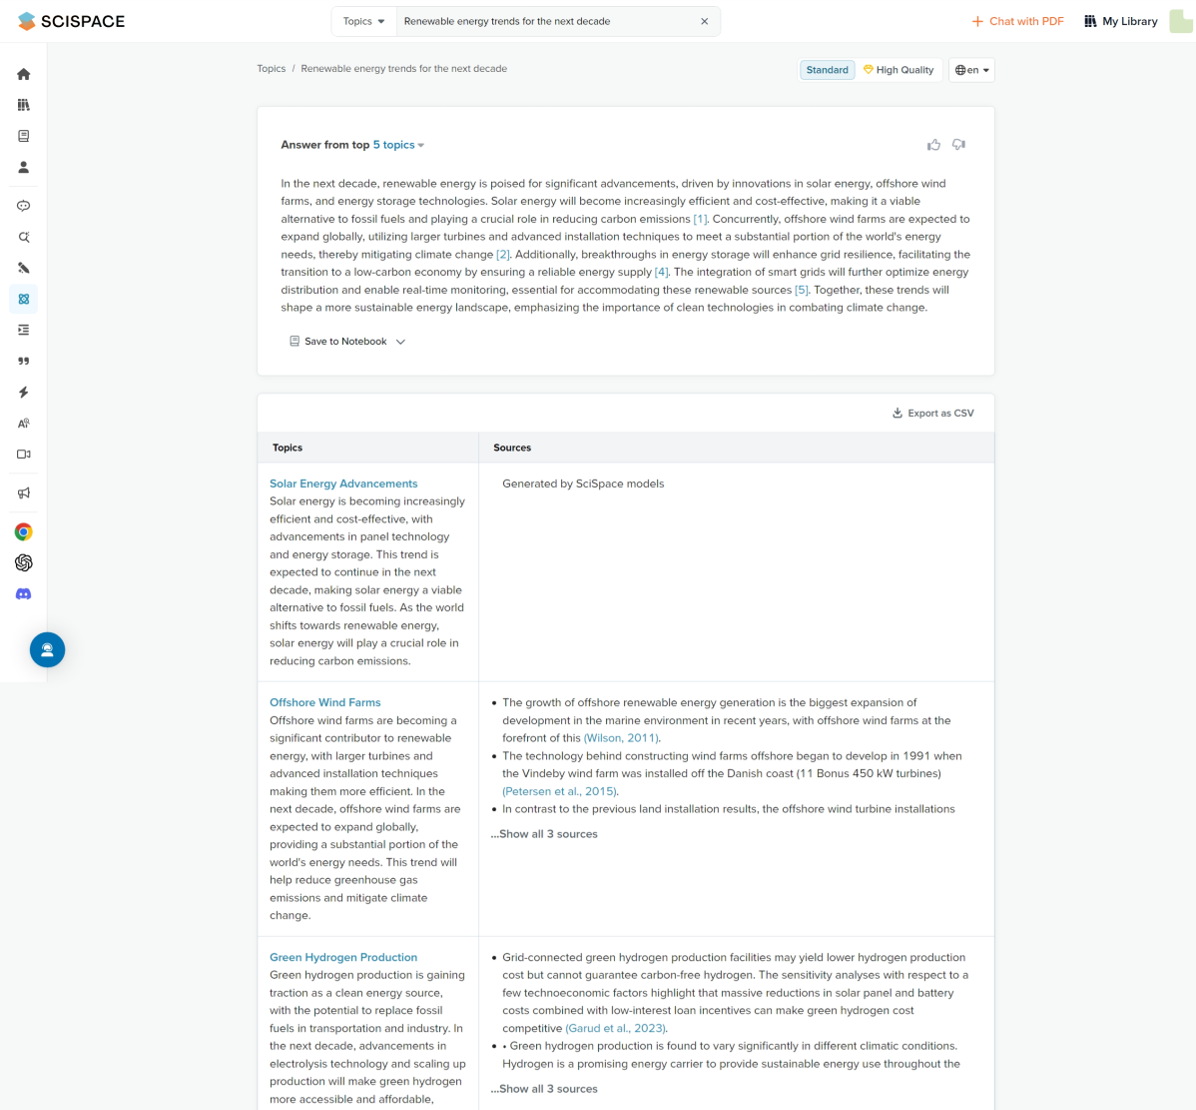 SCISPACE
Topics
Renewable energy trends for the next decade
Chat with PDF
My Library
Topics / Renewable energy trends for the next decade
Standard
High Quality
en
Answer from top 5 topics
In the next decade, renewable energy is poised for significant advancements, driven by innovations in solar energy, offshore wind
farms, and energy storage technologies. Solar energy will become increasingly efficient and cost-effective, making it a viable
alternative to fossil fuels and playing a crucial role in reducing carbon emissions [1]. Concurrently, offshore wind farms are expected to
expand globally, utilizing larger turbines and advanced installation techniques to meet a substantial portion of the world's energy
needs, thereby mitigating climate change [2]. Additionally, breakthroughs in energy storage will enhance grid resilience, facilitating the
transition to a low-carbon economy by ensuring a reliable energy supply [4]. The integration of smart grids will further optimize energy
distribution and enable real-time monitoring, essential for accommodating these renewable sources [5]. Together, these trends will
shape a more sustainable energy landscape, emphasizing the importance of clean technologies in combating climate change.
Save to Notebook
Export as CSV
Topics
Sources
Solar Energy Advancements
Solar energy is becoming increasingly
efficient and cost-effective, with
advancements in panel technology
and energy storage. This trend is
expected to continue in the next
decade, making solar energy a viable
alternative to fossil fuels. As the world
shifts towards renewable energy,
solar energy will play a crucial role in
reducing carbon emissions.
Generated by SciSpace models
Offshore Wind Farms
Offshore wind farms are becoming a
significant contributor to renewable
energy, with larger turbines and
advanced installation techniques
making them more efficient. In the
next decade, offshore wind farms are
expected to expand globally,
providing a substantial portion of the
world's energy needs. This trend will
help reduce greenhouse gas
emissions and mitigate climate
change.
• The growth of offshore renewable energy generation is the biggest expansion of
development in the marine environment in recent years, with offshore wind farms at the
forefront of this (Wilson, 2011).
• The technology behind constructing wind farms offshore began to develop in 1991 when
the Vindeby wind farm was installed off the Danish coast (11 Bonus 450 kW turbines)
(Petersen et al., 2015).
• In contrast to the previous land installation results, the offshore wind turbine installations
...Show all 3 sources
Green Hydrogen Production
Green hydrogen production is gaining
traction as a clean energy source,
with the potential to replace fossil
fuels in transportation and industry. In
the next decade, advancements in
electrolysis technology and scaling up
production will make green hydrogen
more accessible and affordable,
• Grid-connected green hydrogen production facilities may yield lower hydrogen production
cost but cannot guarantee carbon-free hydrogen. The sensitivity analyses with respect to a
few technoeconomic factors highlight that massive reductions in solar panel and battery
costs combined with low-interest loan incentives can make green hydrogen cost
competitive (Garud et al., 2023).
• • Green hydrogen production is found to vary significantly in different climatic conditions.
Hydrogen is a promising energy carrier to provide sustainable energy use throughout the
...Show all 3 sources